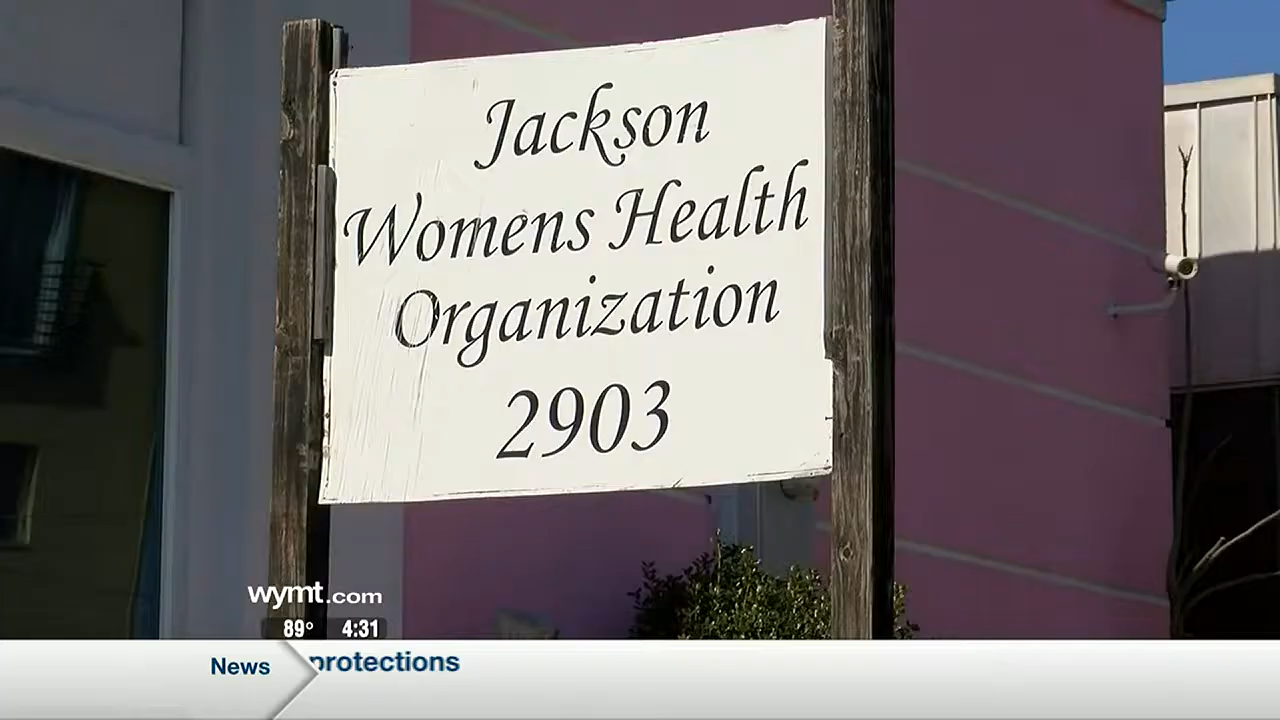 Jackson
Womens Health
Organization
2903
wymt.com
89° 4:31
News protections